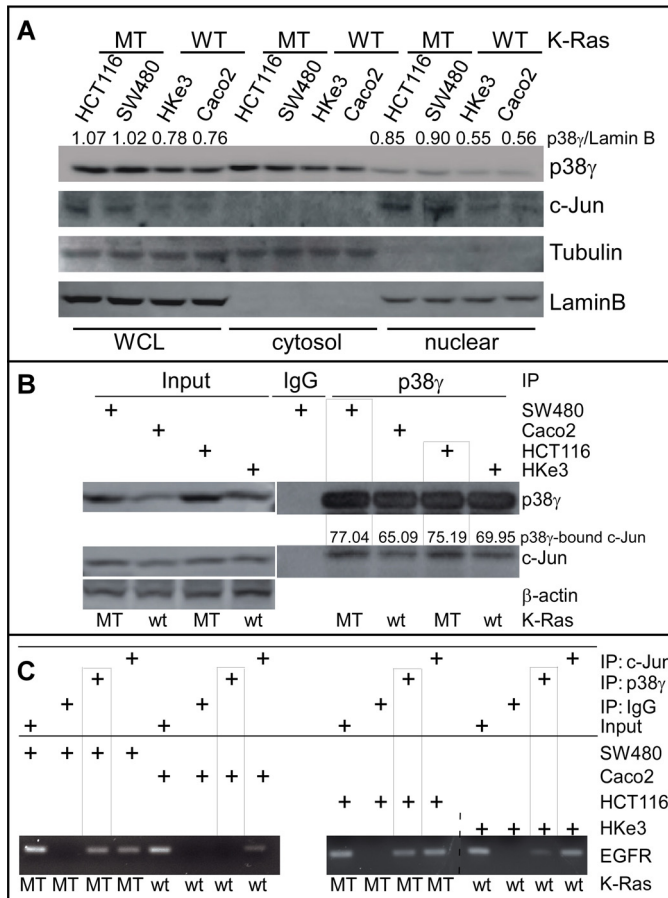 A
MT WT MT WT MT WT K-Ras
HCT116 SW480 HKe3 Caco2 HCT116 SW480 HKe3 Caco2 HCT116 SW480 HKe3 Caco2
1.07 1.02 0.78 0.76 0.85 0.90 0.55 0.56 p38γ/Lamin B
p38γ
c-Jun
Tubulin
LaminB
WCL cytosol nuclear
B
Input IgG p38γ IP
+ + + SW480
+ + Caco2
+ + HCT116
+ + HKe3
p38γ
77.04 65.09 75.19 69.95 p38γ-bound c-Jun
c-Jun
β-actin
MT wt MT wt MT wt MT wt K-Ras
C
+ + + + IP: c-Jun
+ + + + IP: p38γ
+ + + + IP: IgG
+ + + + Input
+ + + + SW480
+ + + + Caco2
+ + + + HCT116
+ + + + HKe3
EGFR
MT MT MT MT wt wt wt wt MT MT MT MT wt wt wt wt K-Ras